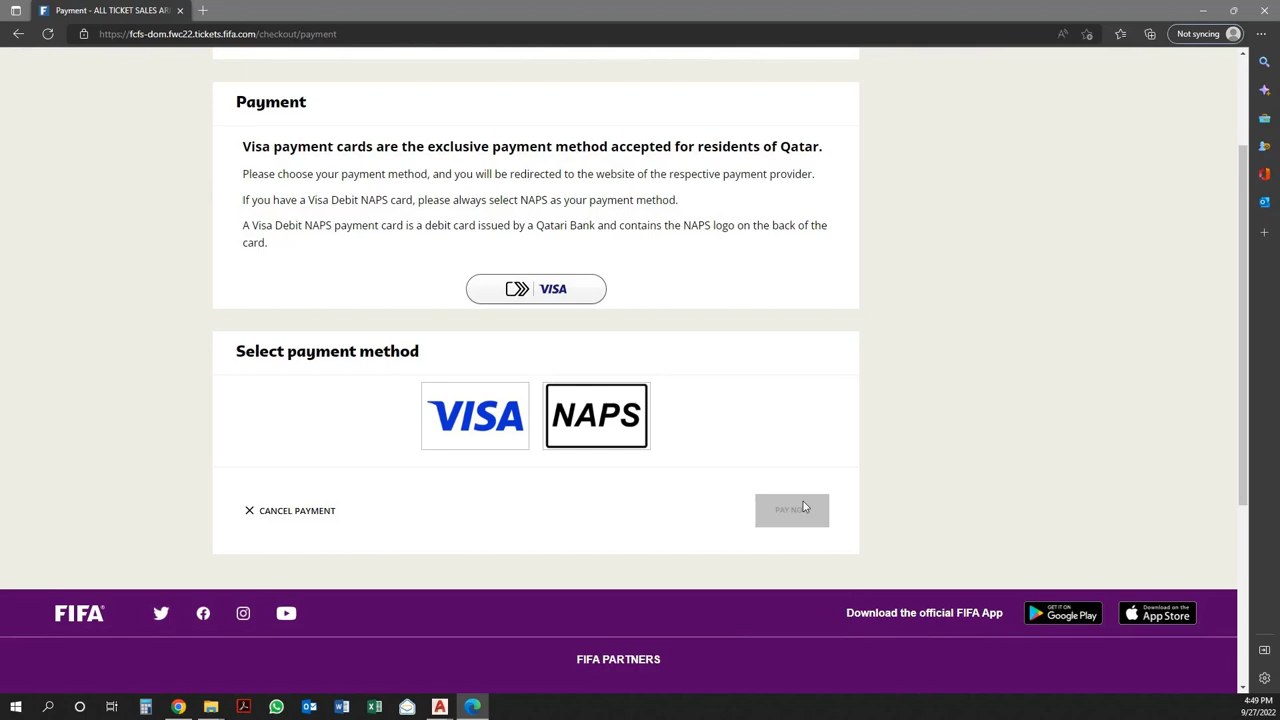 Payment - ALL TICKET SALES AR
https://fcfs-dom.fwc22.tickets.fifa.com/checkout/payment
Not syncing
Payment
Visa payment cards are the exclusive payment method accepted for residents of Qatar.
Please choose your payment method, and you will be redirected to the website of the respective payment provider.
If you have a Visa Debit NAPS card, please always select NAPS as your payment method.
A Visa Debit NAPS payment card is a debit card issued by a Qatari Bank and contains the NAPS logo on the back of the
card.
VISA
Select payment method
VISA NAPS
CANCEL PAYMENT
PAY NOW
FIFA
Download the official FIFA App
GET IT ON
Google Play
Download on the
App Store
FIFA PARTNERS
4:49 PM
9/27/2022